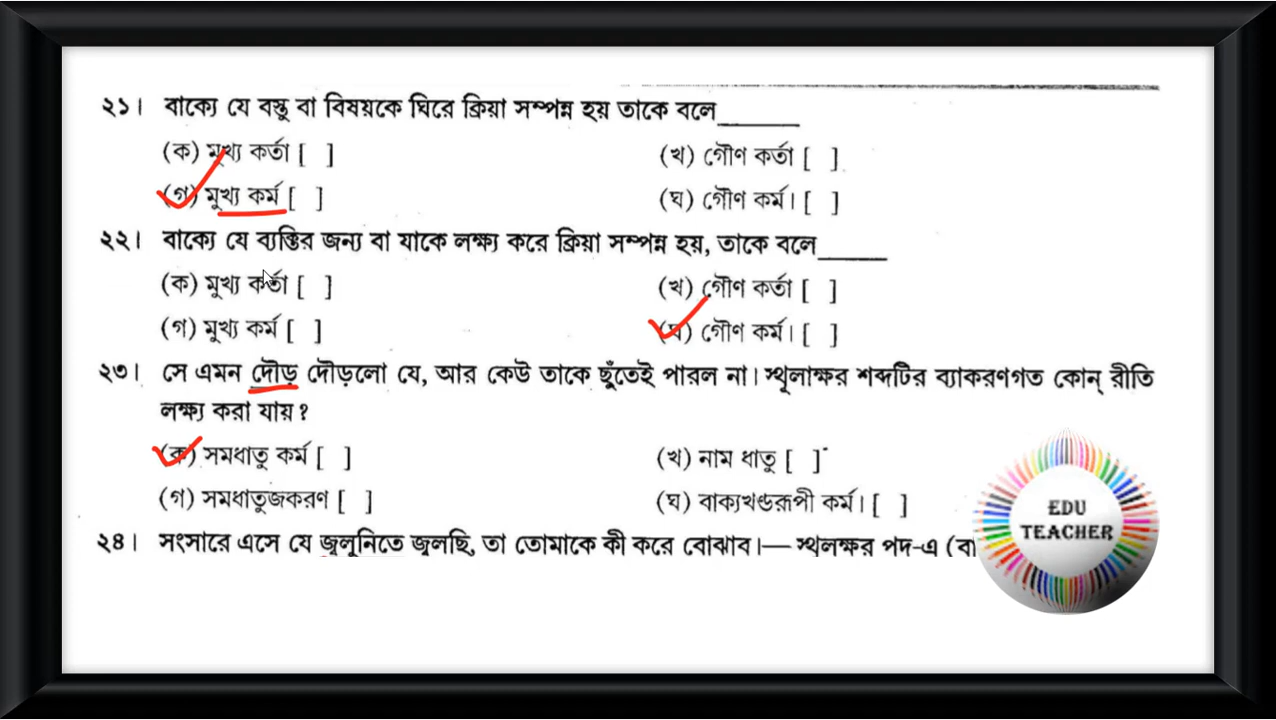 ২১। বাক্যে যে বস্তু বা বিষয়কে ঘিরে ক্রিয়া সম্পন্ন হয় তাকে বলে______
(ক) মুখ্য কর্তা [ ] (খ) গৌণ কর্তা [ ]
(গ) মুখ্য কর্ম [ ] (ঘ) গৌণ কর্ম। [ ]
২২। বাক্যে যে ব্যক্তির জন্য বা যাকে লক্ষ্য করে ক্রিয়া সম্পন্ন হয়, তাকে বলে_____
(ক) মুখ্য কর্তা [ ] (খ) গৌণ কর্তা [ ]
(গ) মুখ্য কর্ম [ ] (ঘ) গৌণ কর্ম। [ ]
২৩। সে এমন দৌড় দৌড়লো যে, আর কেউ তাকে ছুঁতেই পারল না। স্থূলাক্ষর শব্দটির ব্যাকরণগত কোন্ রীতি
লক্ষ্য করা যায় ?
(ক) সমধাতু কর্ম [ ] (খ) নাম ধাতু [ ]
(গ) সমধাতুজকরণ [ ] (ঘ) বাক্যখণ্ডরূপী কর্ম। [ ]
২৪। সংসারে এসে যে জ্বলুনিতে জ্বলছি, তা তোমাকে কী করে বোঝাব।— স্থূলক্ষর পদ-এ (বা
EDU
TEACHER